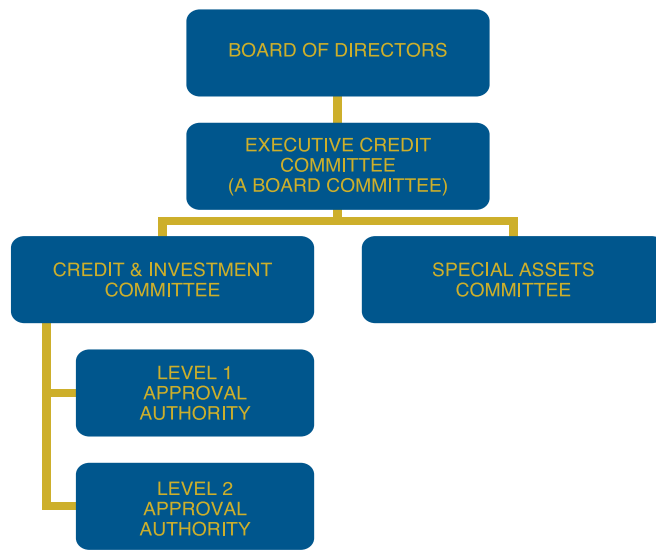 BOARD OF DIRECTORS
EXECUTIVE CREDIT
COMMITTEE
(A BOARD COMMITTEE)
CREDIT & INVESTMENT
COMMITTEE
SPECIAL ASSETS
COMMITTEE
LEVEL 1
APPROVAL
AUTHORITY
LEVEL 2
APPROVAL
AUTHORITY